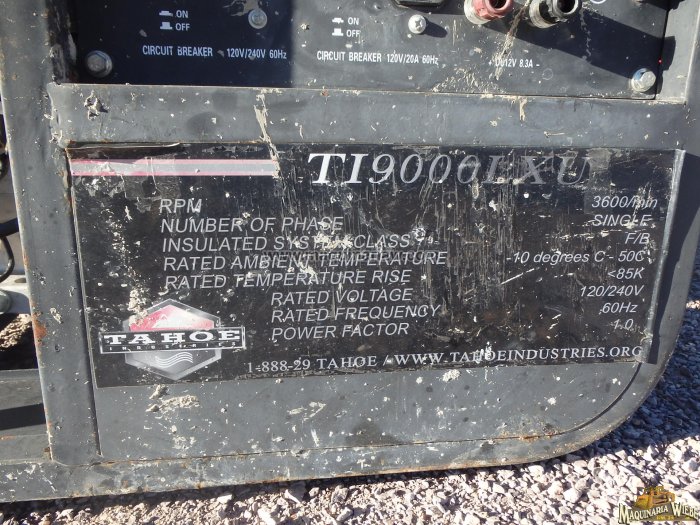 ON
OFF
CIRCUIT BREAKER 120V/240V 60Hz
ON
OFF
CIRCUIT BREAKER 120V/20A 60Hz
DC12V 8.3A
TI9000LXU
RPM 3600/min
NUMBER OF PHASE SINGLE
INSULATED SYSTEM CLASS F/B
RATED AMBIENT TEMPERATURE -10 degrees C - 50C
RATED TEMPERATURE RISE <85K
RATED VOLTAGE 120/240V
RATED FREQUENCY 60Hz
POWER FACTOR 1.0
TAHOE
1-888-29 TAHOE / WWW.TAHOEINDUSTRIES.ORG
MAQUINARIA WIEBE